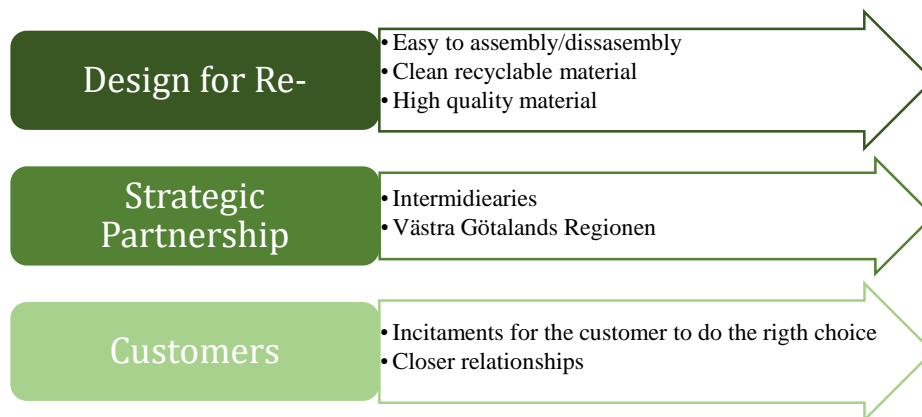 Design for Re-
• Easy to assembly/dissasembly
• Clean recyclable material
• High quality material
Strategic
Partnership
• Intermidiearies
• Västra Götalands Regionen
Customers
• Incitaments for the customer to do the rigth choice
• Closer relationships